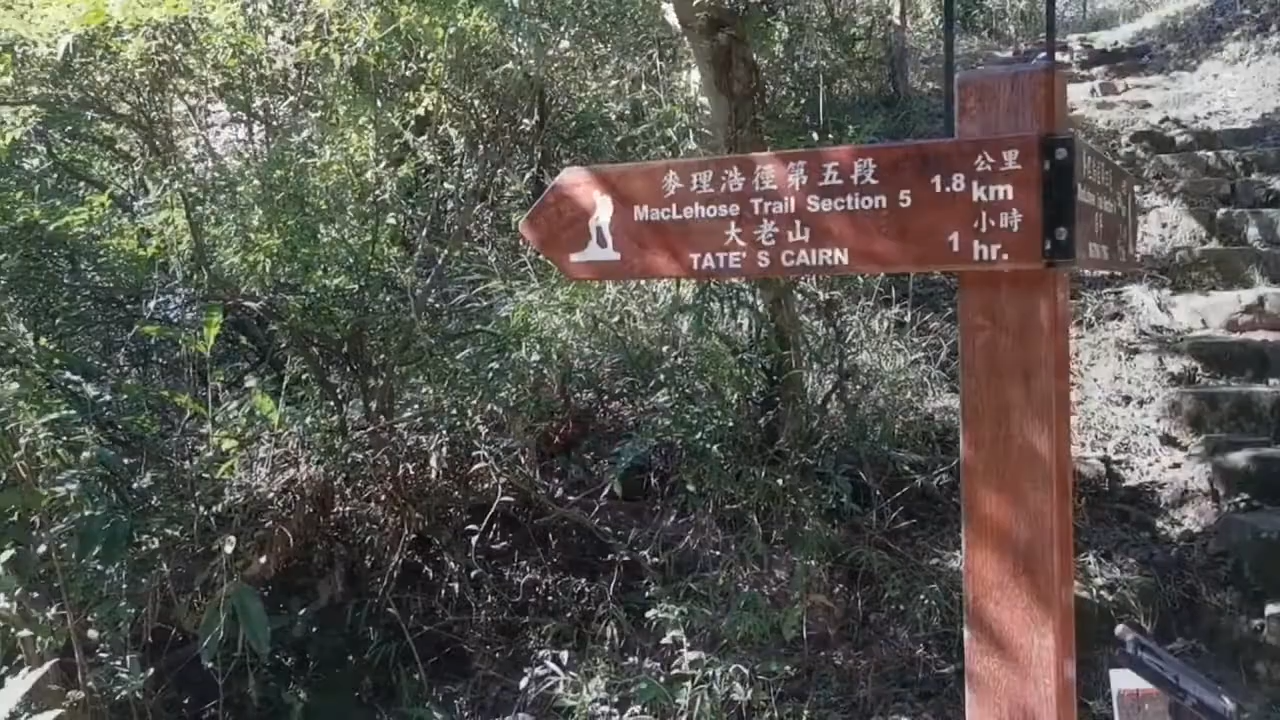 麥理浩徑第五段 1.8 公里
MacLehose Trail Section 5 km
大老山 1 小時
TATE' S CAIRN hr.